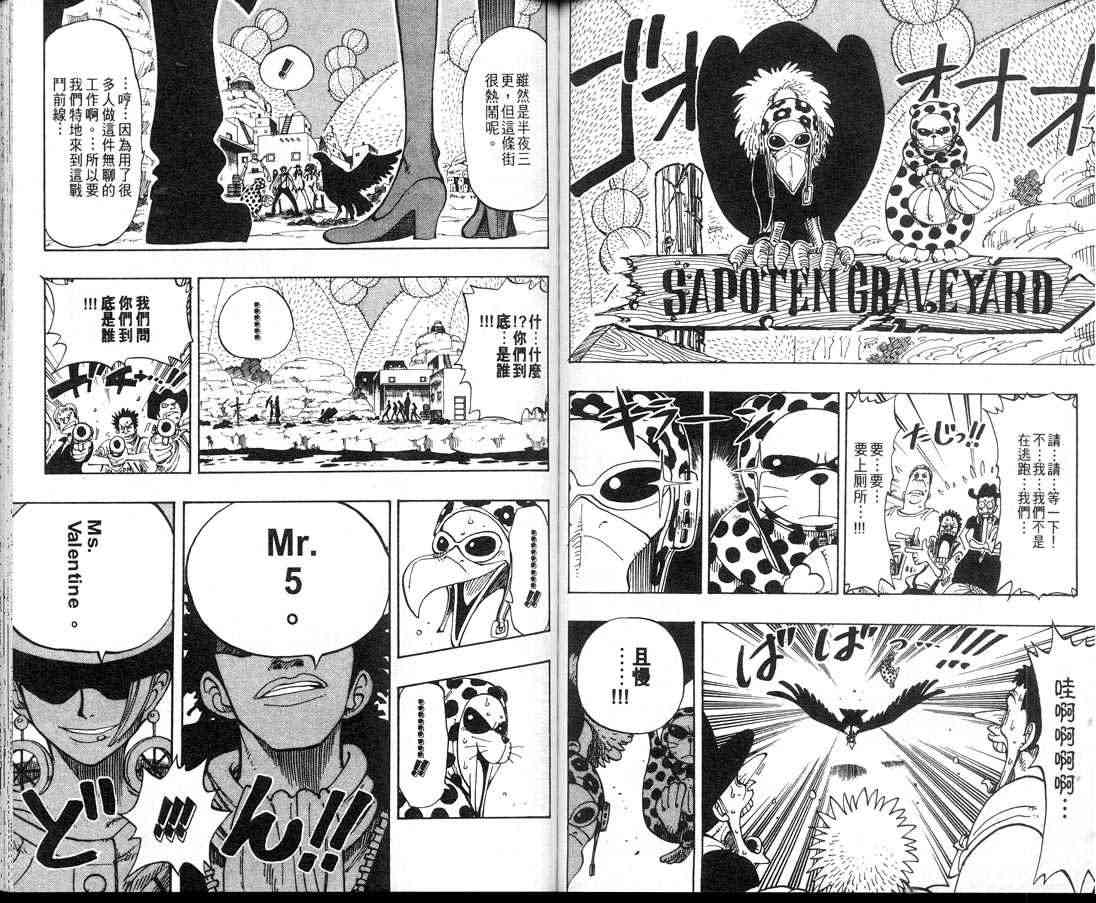 ゴオオオオ
SAPOTEN GRAVEYARD
請…請…等一下！
不…我…我們不是
在逃跑…我們…
要…要…
要上廁所…!!!
たじっ!!
キラーー
哇啊啊啊啊…
ばばっ…!!!
且慢
……!!!
雖然是半夜三
更，但這條街
很熱鬧呢。
!!
…哼…因為用了很
多人做這件無聊的
工作啊。…所以要
我們特地來到這戰
鬥前線…
什…什麼
!?你們到
底…是誰
!!!
……
我們問
你們到
底是誰
!!!
ガチャ…!!!
Mr.
5。
Ms.
Valentine。
どん!!
!!!